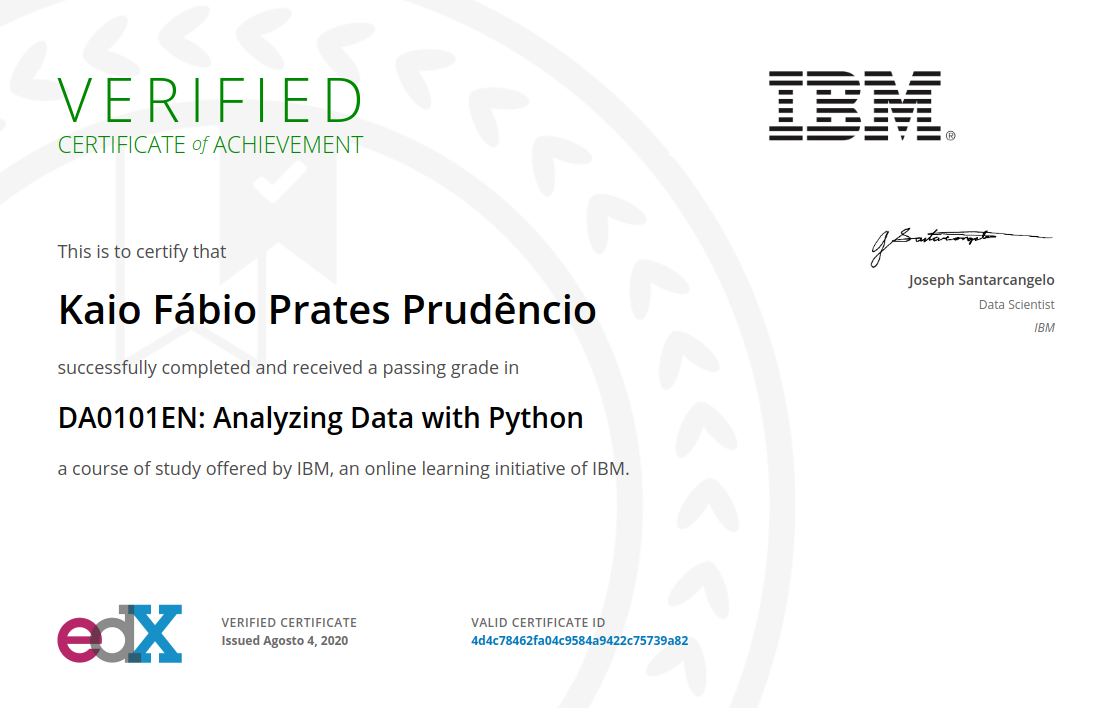 VERIFIED
CERTIFICATE of ACHIEVEMENT
IBM®
This is to certify that
Kaio Fábio Prates Prudêncio
successfully completed and received a passing grade in
DA0101EN: Analyzing Data with Python
a course of study offered by IBM, an online learning initiative of IBM.
J Santarcangelo
Joseph Santarcangelo
Data Scientist
IBM
edX
VERIFIED CERTIFICATE
Issued Agosto 4, 2020
VALID CERTIFICATE ID
4d4c78462fa04c9584a9422c75739a82